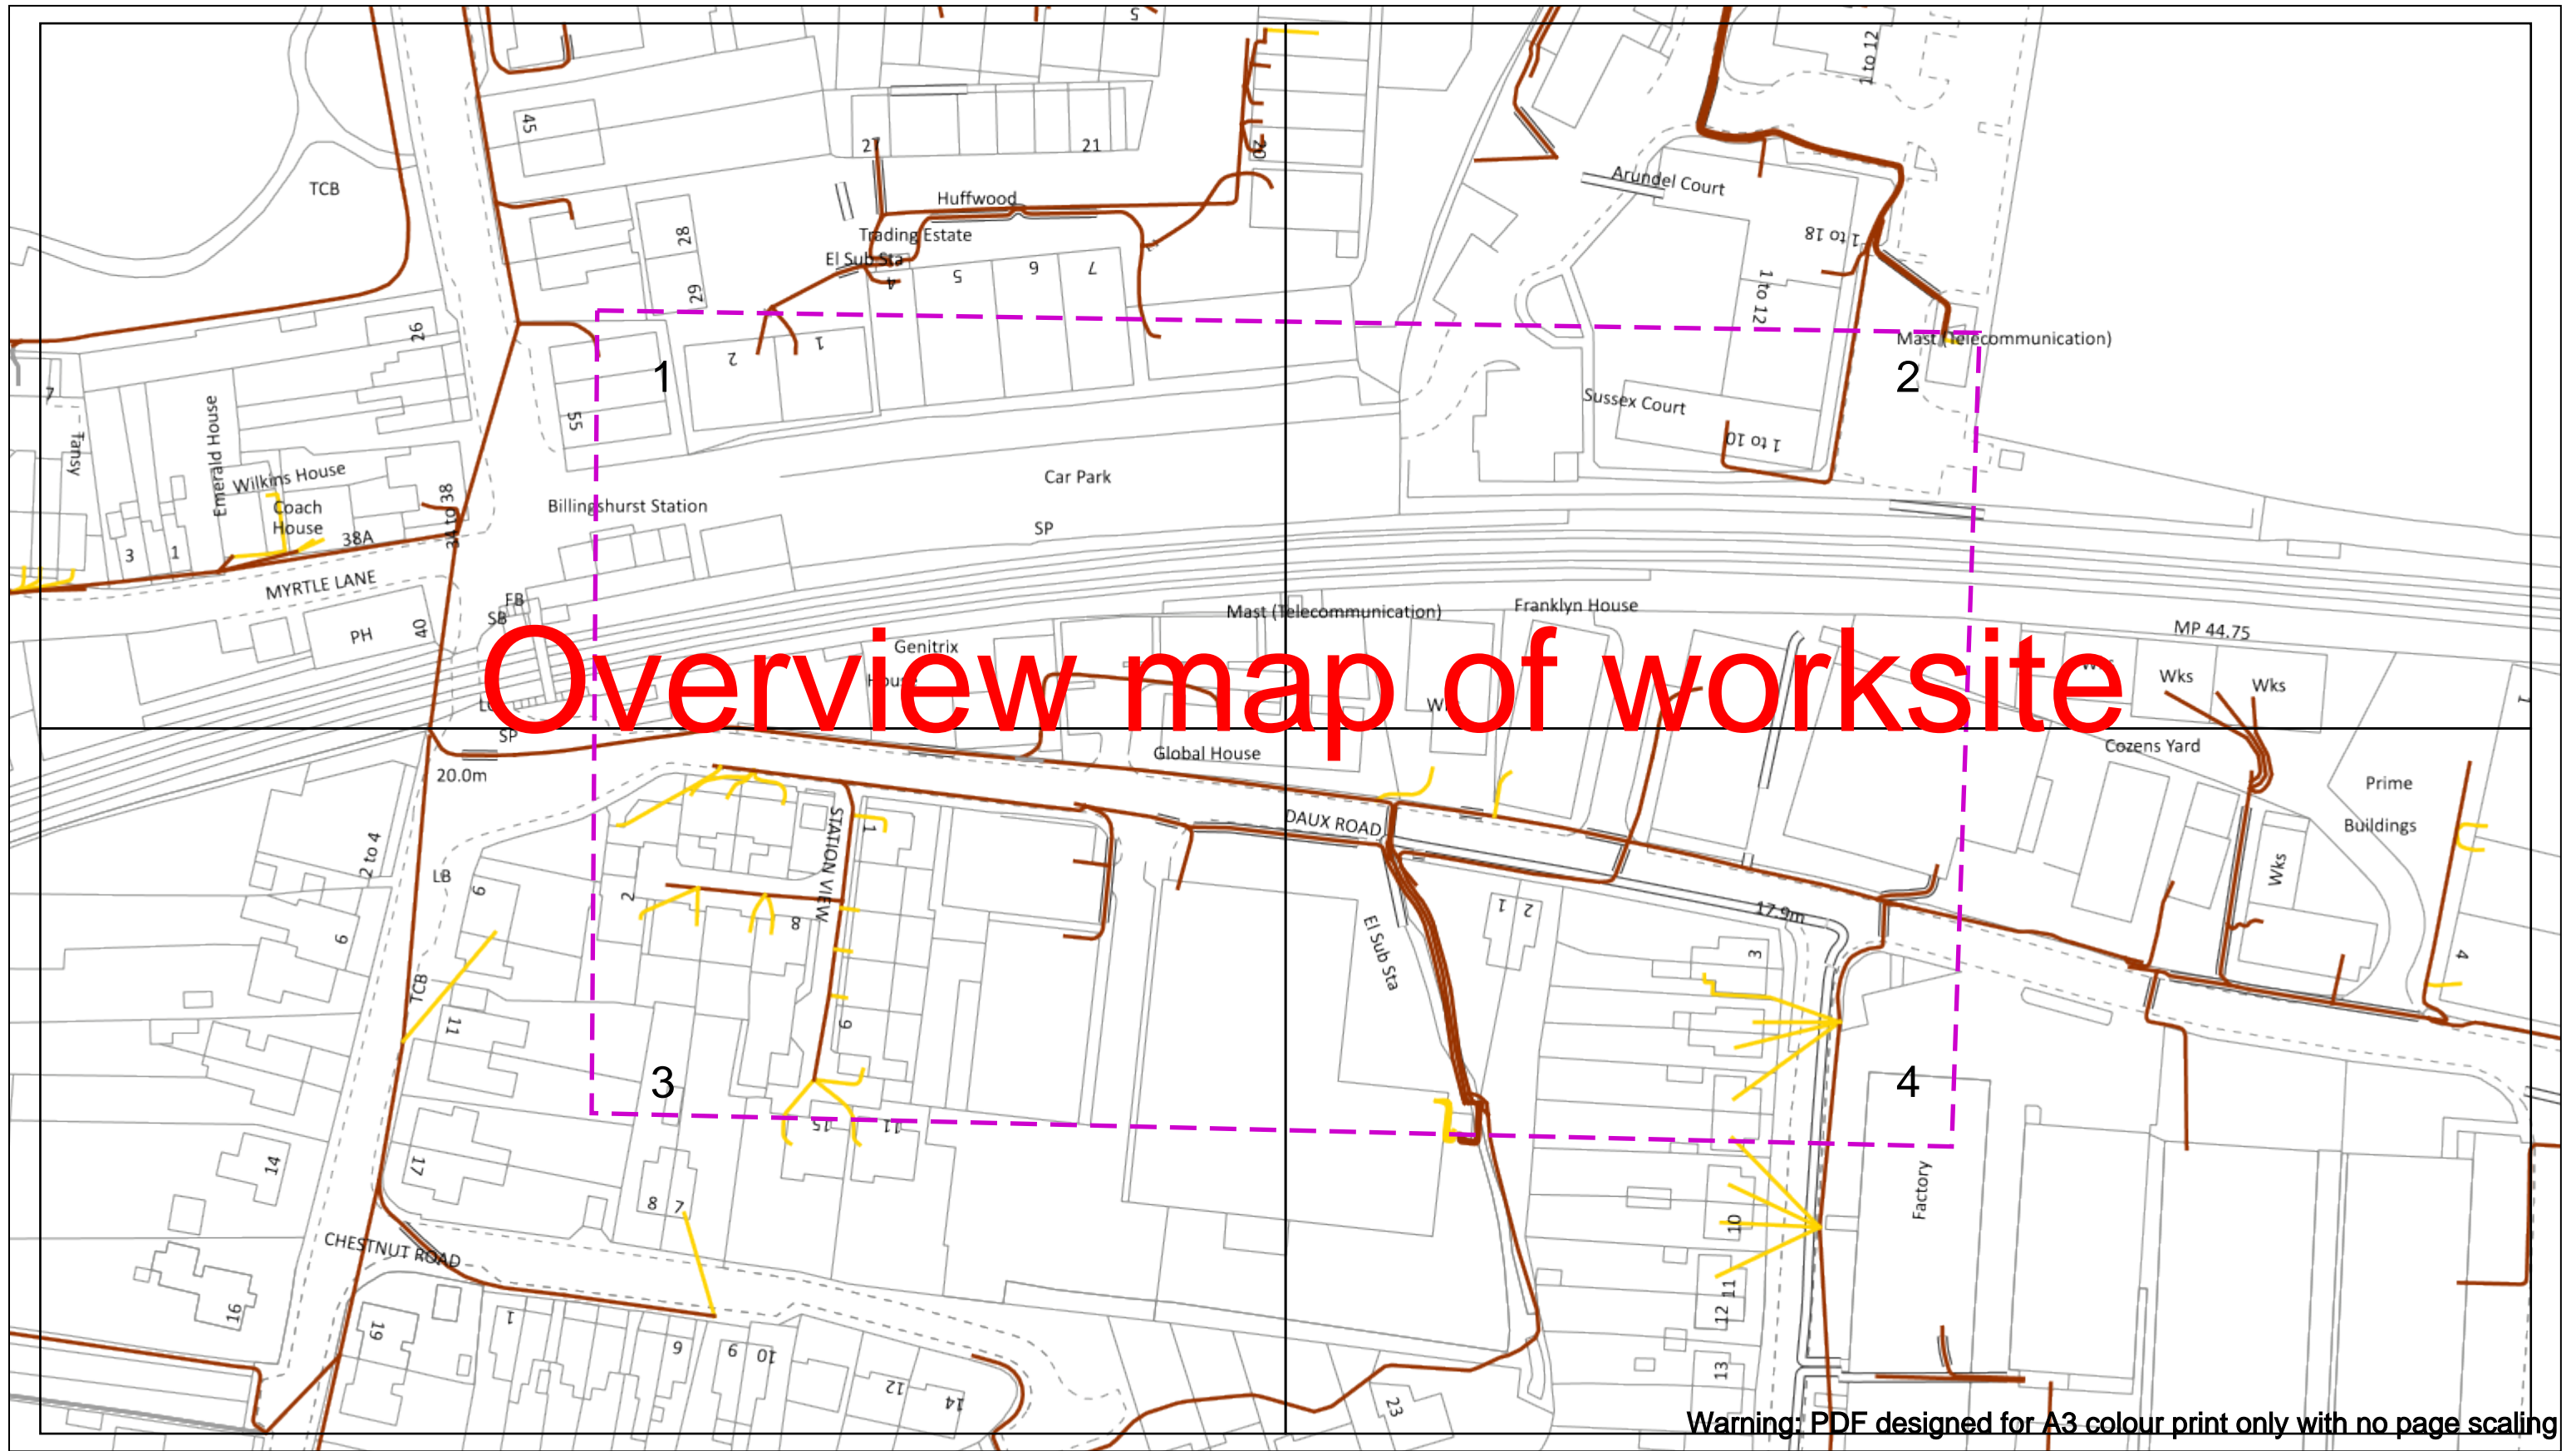 5
1 to 12
45
27
21
20
TCB
Arundel Court
Huffwood
28
Trading Estate
1 to 18
El Sub Sta
4
5
6
7
29
1 to 12
26
2
1
1
Mast (Telecommunication)
2
7
55
Sussex Court
Tansy
Emerald House
1 to 10
Wilkins House
Car Park
34 to 38
Billingshurst Station
Coach
House
38A
SP
3
1
MYRTLE LANE
FB
SB
Mast (Telecommunication)
Franklyn House
PH
40
MP 44.75
Genitrix
House
Overview map of worksite
Wks
Wks
SP
Global House
Cozens Yard
20.0m
Prime
Buildings
DAUX ROAD
STATION VIEW
1
2 to 4
LB
9
2
8
Wks
1
2
17.9m
6
El Sub Sta
3
4
TCB
11
9
3
4
15
11
14
17
Factory
8
7
10
CHESTNUT ROAD
11
12
16
19
1
6
9
10
13
12
14
23
Warning: PDF designed for A3 colour print only with no page scaling